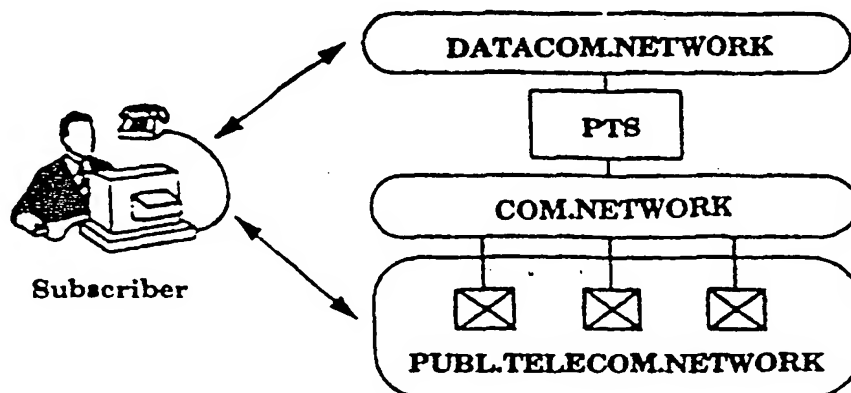 DATACOM.NETWORK
PTS
COM.NETWORK
Subscriber
PUBL.TELECOM.NETWORK